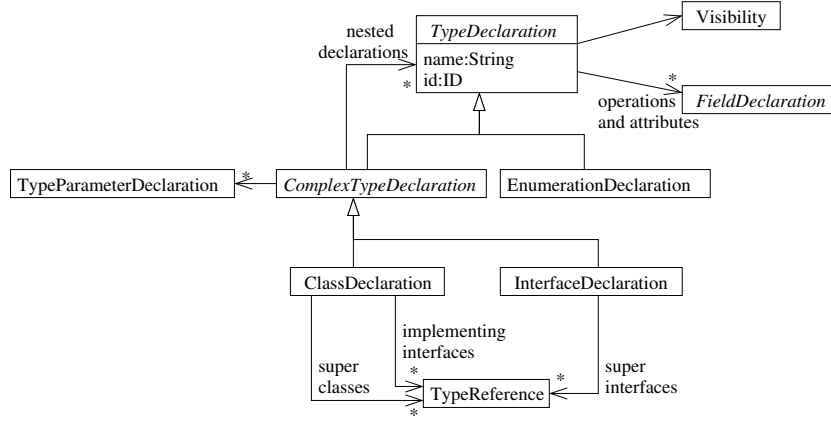 TypeDeclaration
Visibility
nested
declarations
*
name:String
id:ID
*
operations
and attributes
FieldDeclaration
TypeParameterDeclaration
*
ComplexTypeDeclaration
EnumerationDeclaration
ClassDeclaration
InterfaceDeclaration
implementing
interfaces
*
super
classes
*
TypeReference
*
super
interfaces